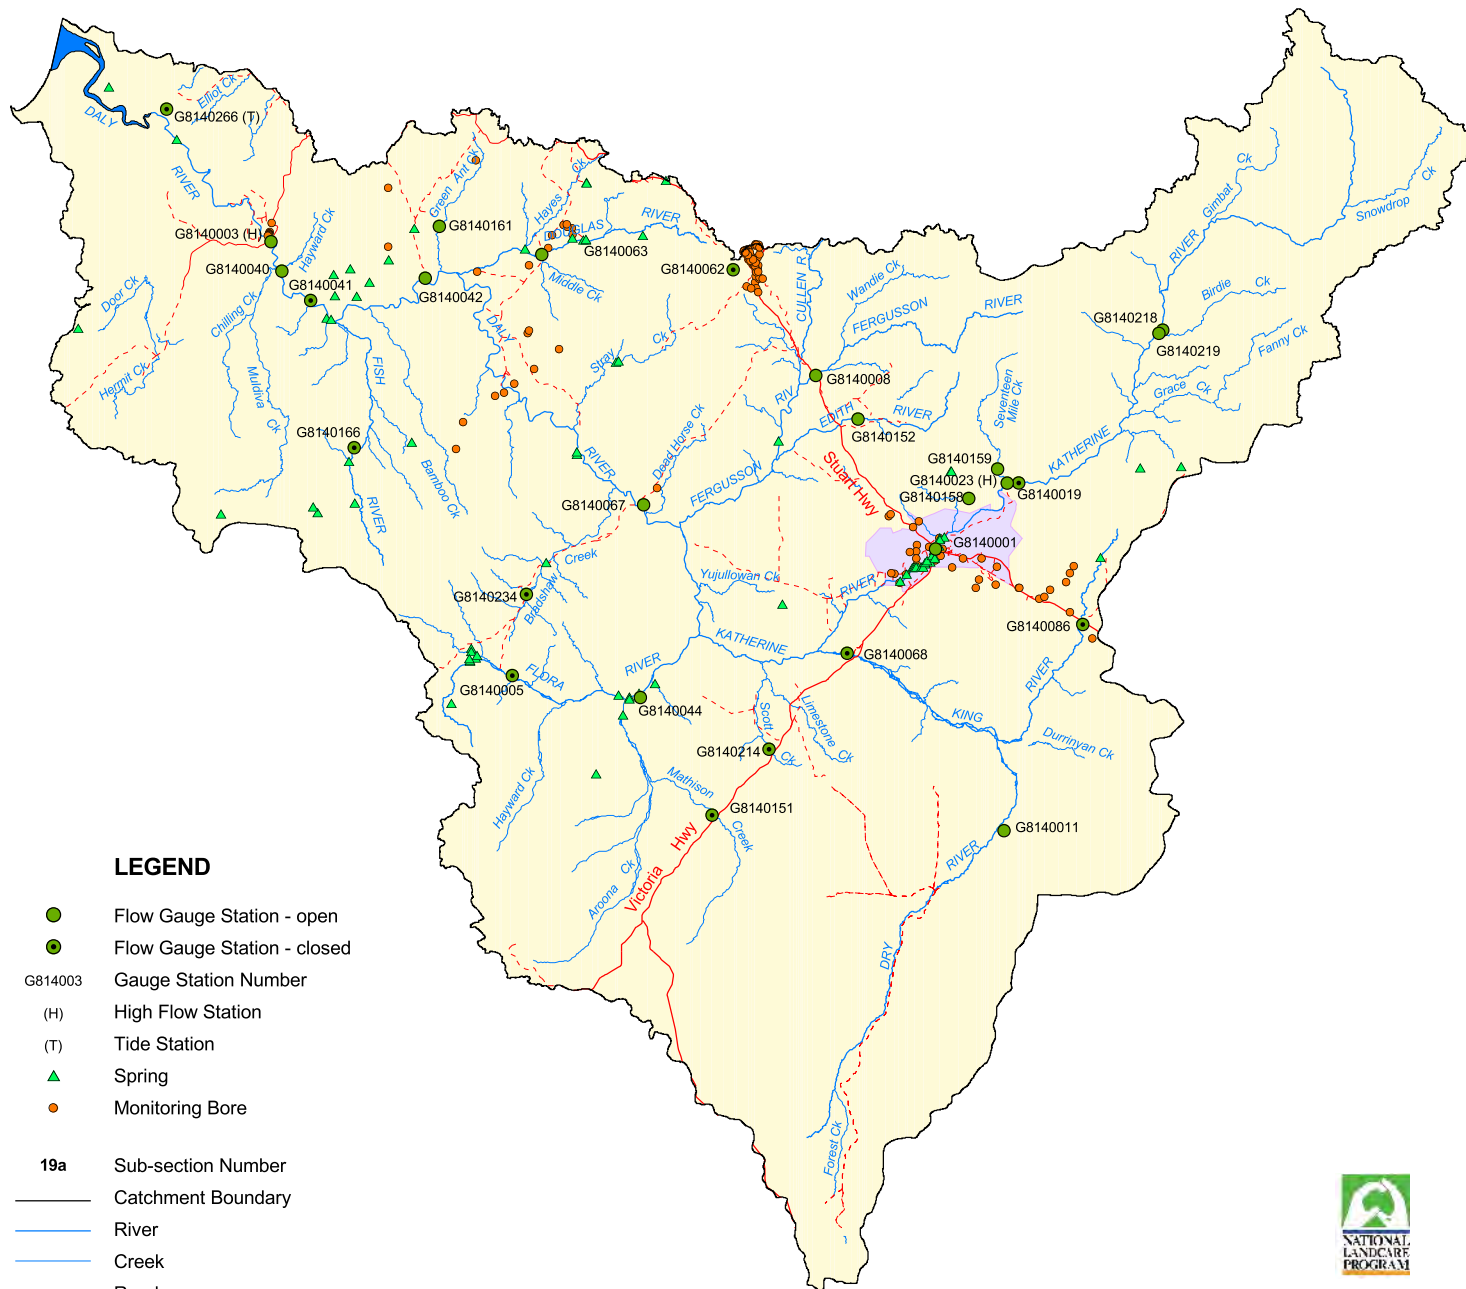 Elliot Ck
G8140266 (T)
DALY
RIVER
Green Ant Ck
Hayes
Ck
G8140161
DOUGLAS
RIVER
G8140003 (H)
Hayward Ck
G8140063
G8140040
G8140041
G8140042
Middle Ck
G8140062
CULLEN R.
Wandie Ck
FERGUSSON
RIVER
Gimbat
Ck
RIVER
Snowdrop
Ck
Birdie
Ck
Door Ck
Chilling Ck
DALY
G8140218
G8140219
Fanny Ck
Hermit Ck
Muldiva
Ck
FISH
Stray
Ck
G8140008
RIV
EDITH
RIVER
G8140152
Seventeen
Mile Ck
Grace
Ck
G8140166
Bamboo Ck
RIVER
RIVER
Dead Horse Ck
FERGUSSON
Stuart Hwy
G8140159
G8140023 (H)
G8140158
G8140019
KATHERINE
G8140067
G8140001
Creek
Bradshaw
Yujullowan Ck
RIVER
G8140234
G8140086
KATHERINE
G8140068
RIVER
RIVER
FLORA
G8140005
G8140044
Scott
Ck
Limestone
Ck
KING
Durrinyan Ck
G8140214
Hayward Ck
Mathison
Creek
G8140151
G8140011
RIVER
Aroona
Ck
Victoria
Hwy
DRY
Forest Ck
LEGEND
Flow Gauge Station - open
Flow Gauge Station - closed
G814003 Gauge Station Number
(H) High Flow Station
(T) Tide Station
Spring
Monitoring Bore
19a Sub-section Number
Catchment Boundary
River
Creek
NATIONAL
LANDCARE
PROGRAM